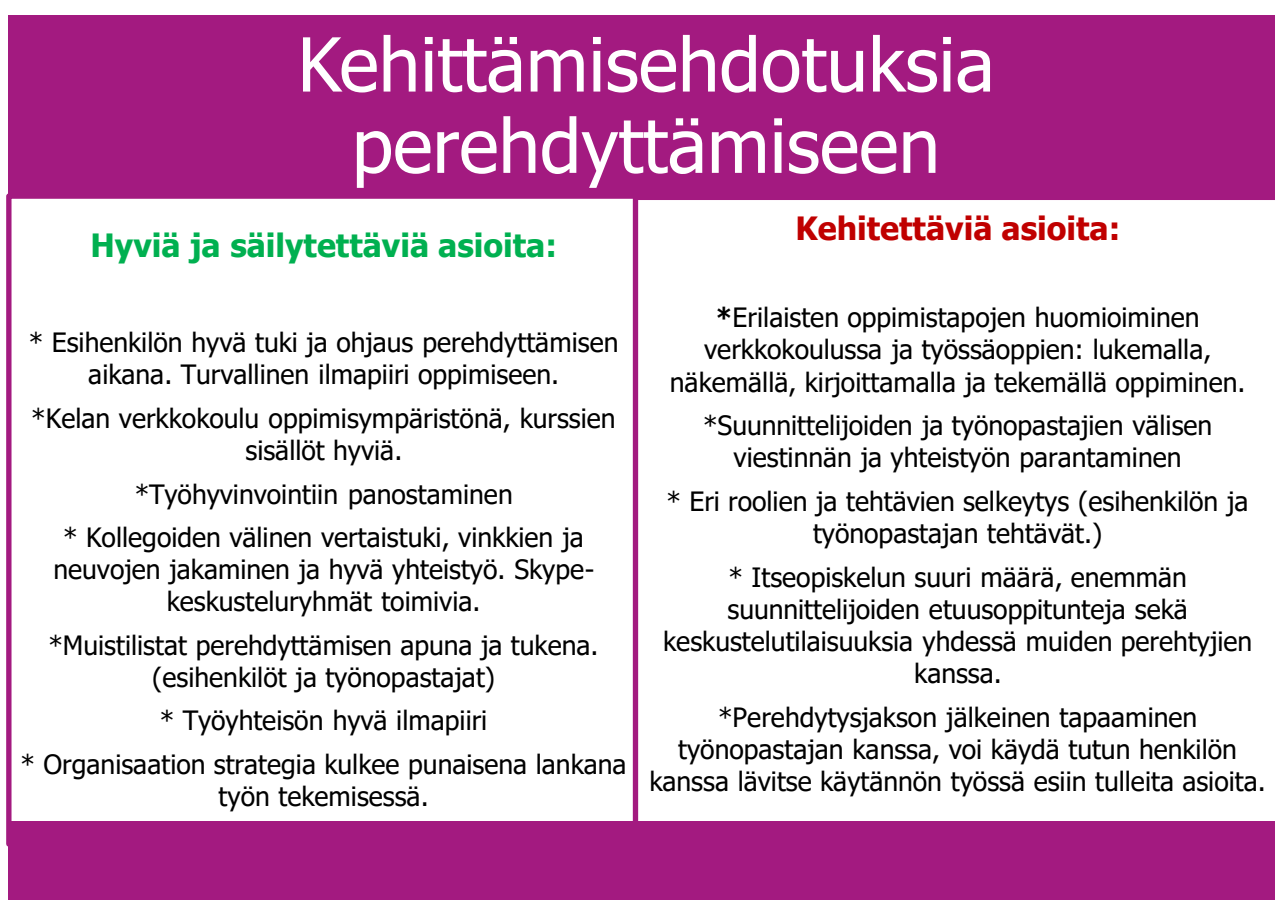 Kehittämisehdotuksia
perehdyttämiseen
Hyviä ja säilytettäviä asioita:
* Esihenkilön hyvä tuki ja ohjaus perehdyttämisen
aikana. Turvallinen ilmapiiri oppimiseen.
*Kelan verkkokoulu oppimisympäristönä, kurssien
sisällöt hyviä.
*Työhyvinvointiin panostaminen
* Kollegoiden välinen vertaistuki, vinkkien ja
neuvojen jakaminen ja hyvä yhteistyö. Skype-
keskusteluryhmät toimivia.
*Muistilistat perehdyttämisen apuna ja tukena.
(esihenkilöt ja työnopastajat)
* Työyhteisön hyvä ilmapiiri
* Organisaation strategia kulkee punaisena lankana
työn tekemisessä.
Kehitettäviä asioita:
*Erilaisten oppimistapojen huomioiminen
verkkokoulussa ja työssäoppien: lukemalla,
näkemällä, kirjoittamalla ja tekemällä oppiminen.
*Suunnittelijoiden ja työnopastajien välisen
viestinnän ja yhteistyön parantaminen
* Eri roolien ja tehtävien selkeytys (esihenkilön ja
työnopastajan tehtävät.)
* Itseopiskelun suuri määrä, enemmän
suunnittelijoiden etuusoppitunteja sekä
keskustelutilaisuuksia yhdessä muiden perehtyjien
kanssa.
*Perehdytysjakson jälkeinen tapaaminen
työnopastajan kanssa, voi käydä tutun henkilön
kanssa lävitse käytännön työssä esiin tulleita asioita.